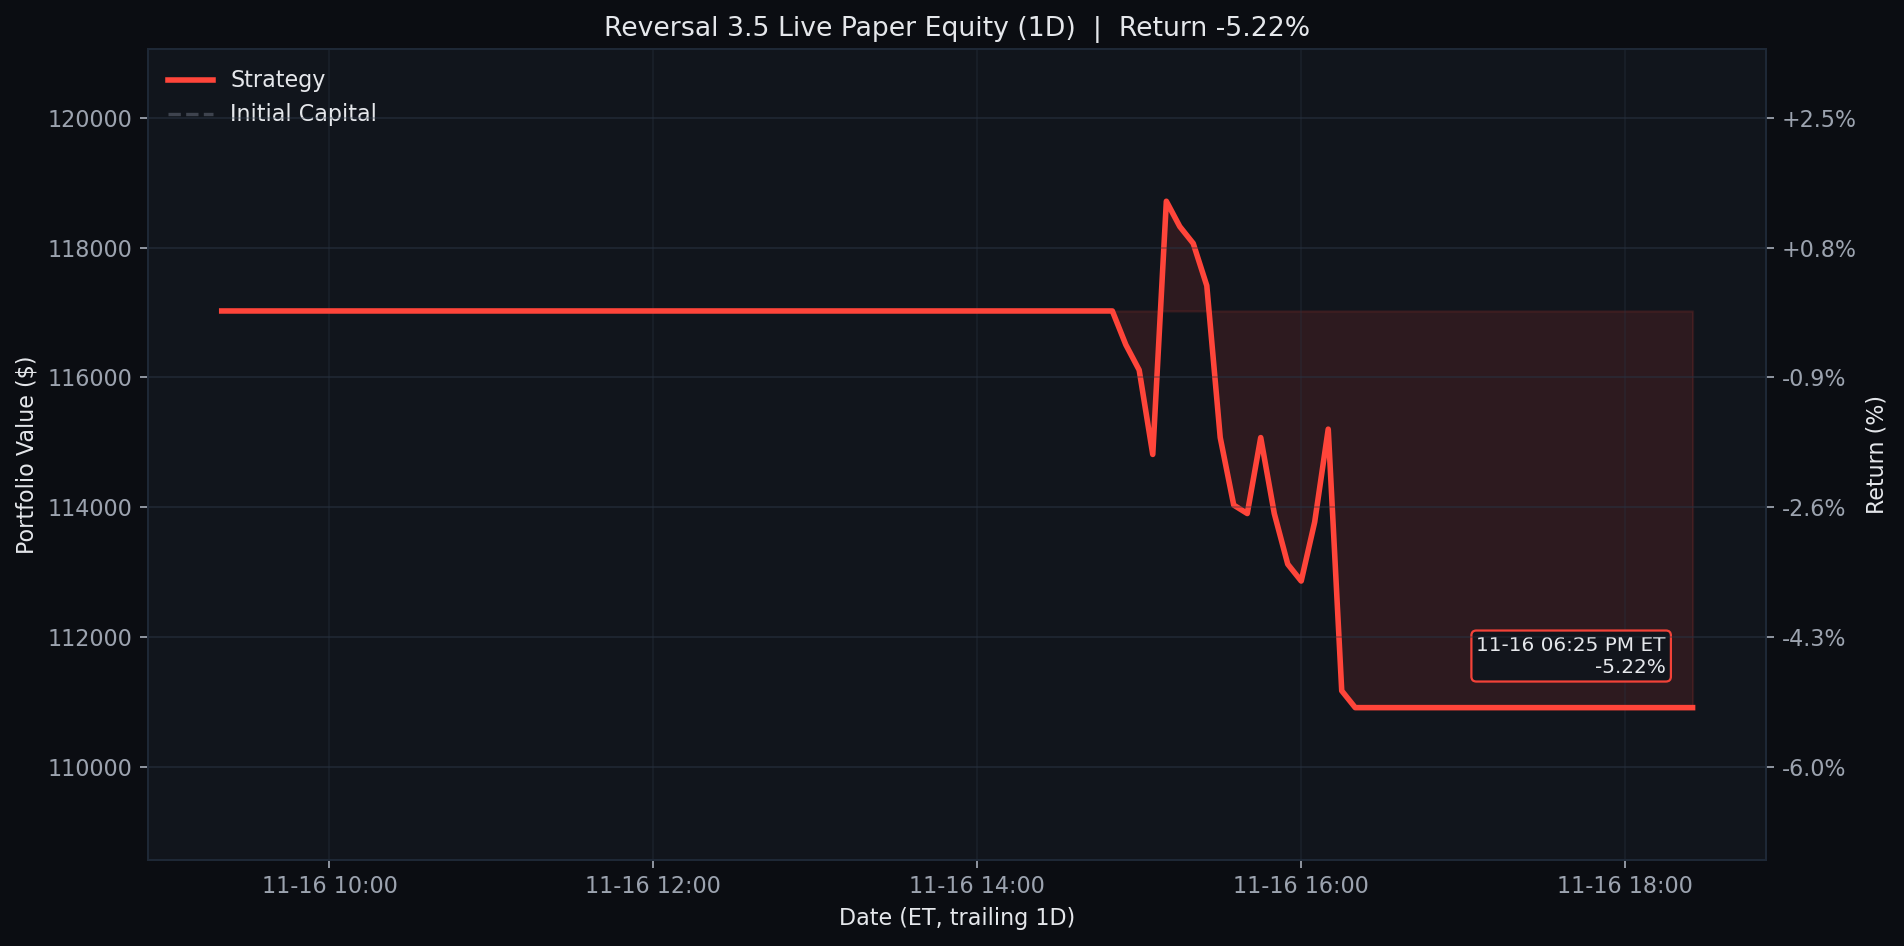 Reversal 3.5 Live Paper Equity (1D) | Return -5.22%
Strategy
Initial Capital
120000
118000
116000
114000
112000
110000
Portfolio Value ($)
+2.5%
+0.8%
-0.9%
-2.6%
-4.3%
-6.0%
Return (%)
11-16 06:25 PM ET
-5.22%
11-16 10:00
11-16 12:00
11-16 14:00
11-16 16:00
11-16 18:00
Date (ET, trailing 1D)